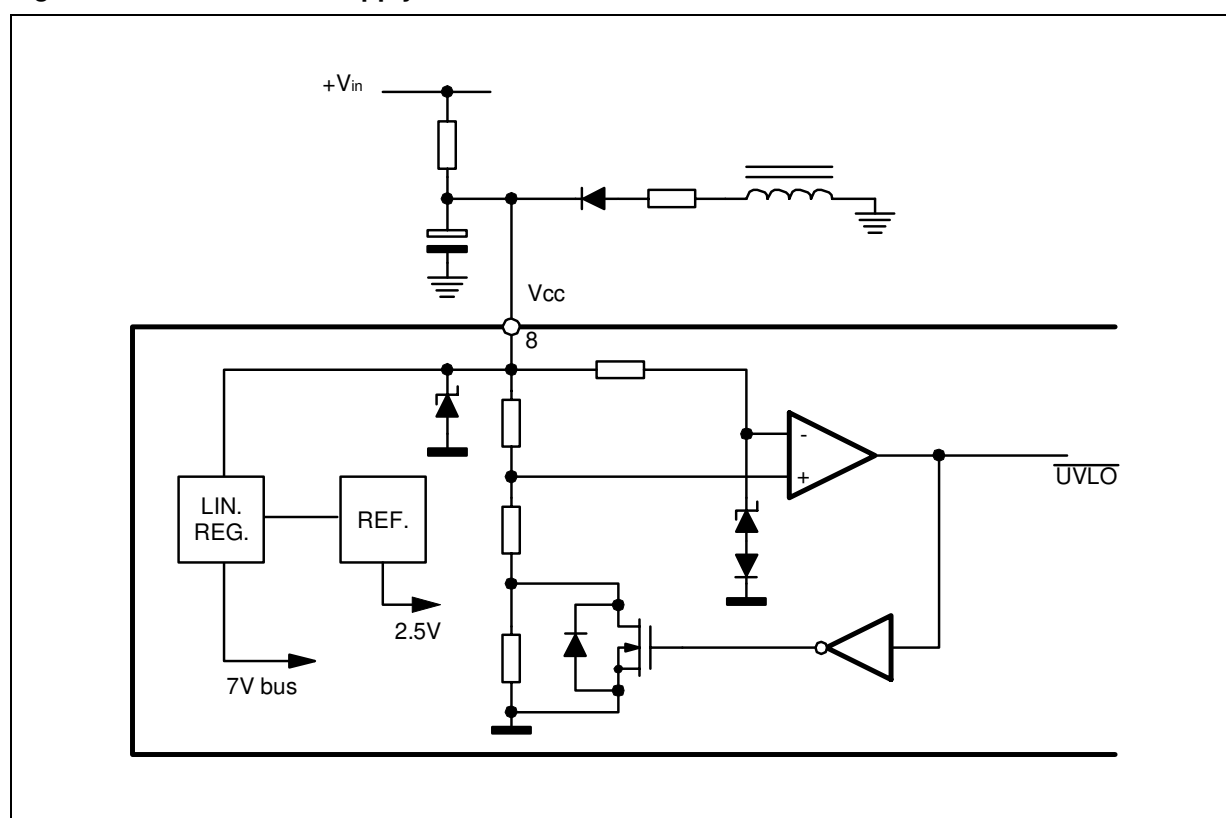 +Vin
Vcc
8
-
+
UVLO
LIN.
REG.
REF.
2.5V
7V bus